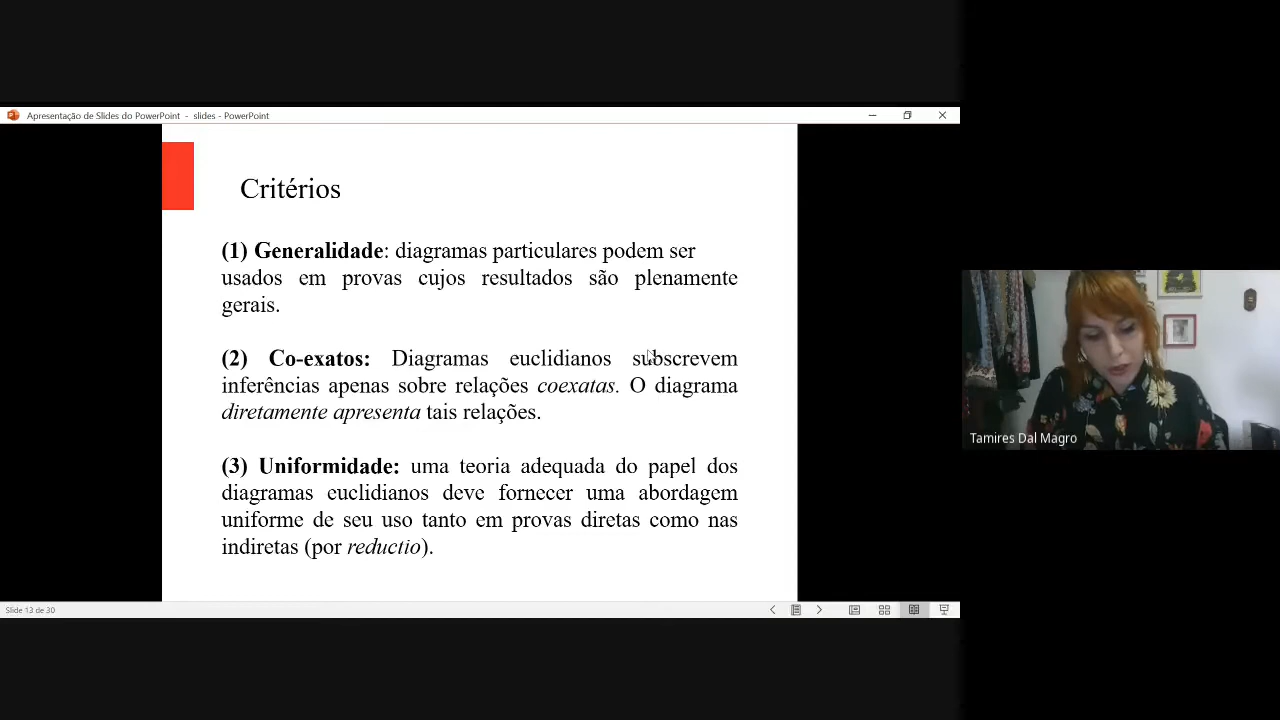 Apresentação de Slides do PowerPoint - slides - PowerPoint
Critérios
(1) Generalidade: diagramas particulares podem ser
usados em provas cujos resultados são plenamente
gerais.
(2) Co-exatos: Diagramas euclidianos subscrevem
inferências apenas sobre relações coexatas. O diagrama
diretamente apresenta tais relações.
(3) Uniformidade: uma teoria adequada do papel dos
diagramas euclidianos deve fornecer uma abordagem
uniforme de seu uso tanto em provas diretas como nas
indiretas (por reductio).
Tamires Dal Magro
Slide 13 de 30